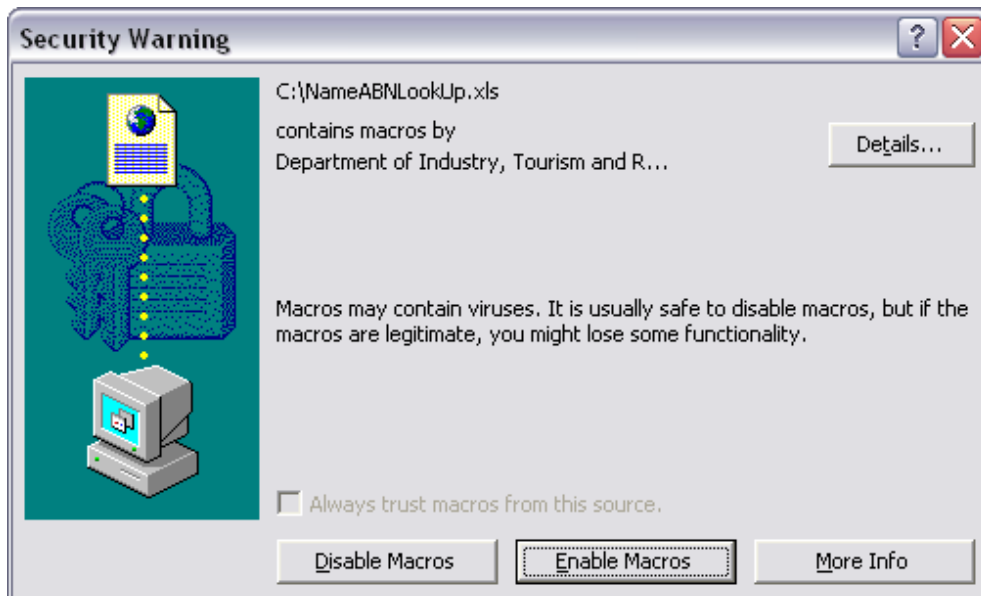 Security Warning
C:\NameABNLookUp.xls
contains macros by
Department of Industry, Tourism and R...
Details...
Macros may contain viruses. It is usually safe to disable macros, but if the
macros are legitimate, you might lose some functionality.
Always trust macros from this source.
Disable Macros
Enable Macros
More Info